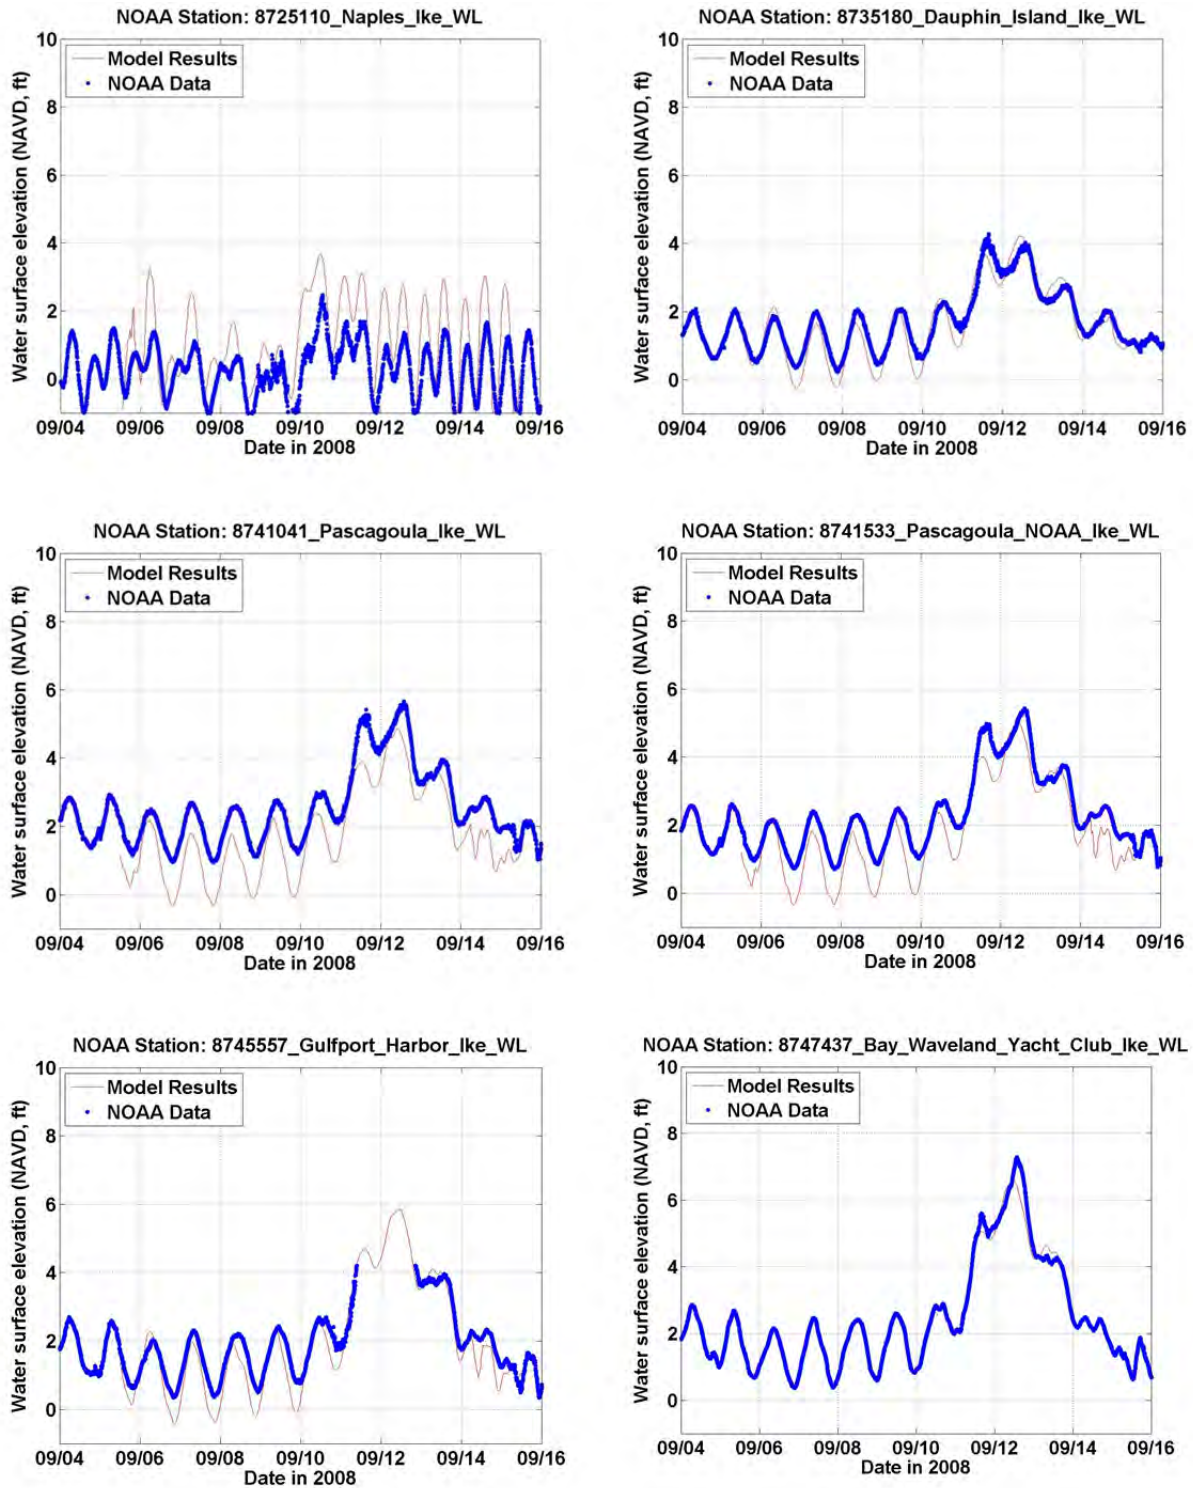 NOAA Station: 8725110_Naples_Ike_WL
Water surface elevation (NAVD, ft)
10
8
6
4
2
0
Model Results
NOAA Data
09/04 09/06 09/08 09/10 09/12 09/14 09/16
Date in 2008
NOAA Station: 8735180_Dauphin_Island_Ike_WL
Water surface elevation (NAVD, ft)
10
8
6
4
2
0
Model Results
NOAA Data
09/04 09/06 09/08 09/10 09/12 09/14 09/16
Date in 2008
NOAA Station: 8741041_Pascagoula_Ike_WL
Water surface elevation (NAVD, ft)
10
8
6
4
2
0
Model Results
NOAA Data
09/04 09/06 09/08 09/10 09/12 09/14 09/16
Date in 2008
NOAA Station: 8741533_Pascagoula_NOAA_Ike_WL
Water surface elevation (NAVD, ft)
10
8
6
4
2
0
Model Results
NOAA Data
09/04 09/06 09/08 09/10 09/12 09/14 09/16
Date in 2008
NOAA Station: 8745557_Gulfport_Harbor_Ike_WL
Water surface elevation (NAVD, ft)
10
8
6
4
2
0
Model Results
NOAA Data
09/04 09/06 09/08 09/10 09/12 09/14 09/16
Date in 2008
NOAA Station: 8747437_Bay_Waveland_Yacht_Club_Ike_WL
Water surface elevation (NAVD, ft)
10
8
6
4
2
0
Model Results
NOAA Data
09/04 09/06 09/08 09/10 09/12 09/14 09/16
Date in 2008